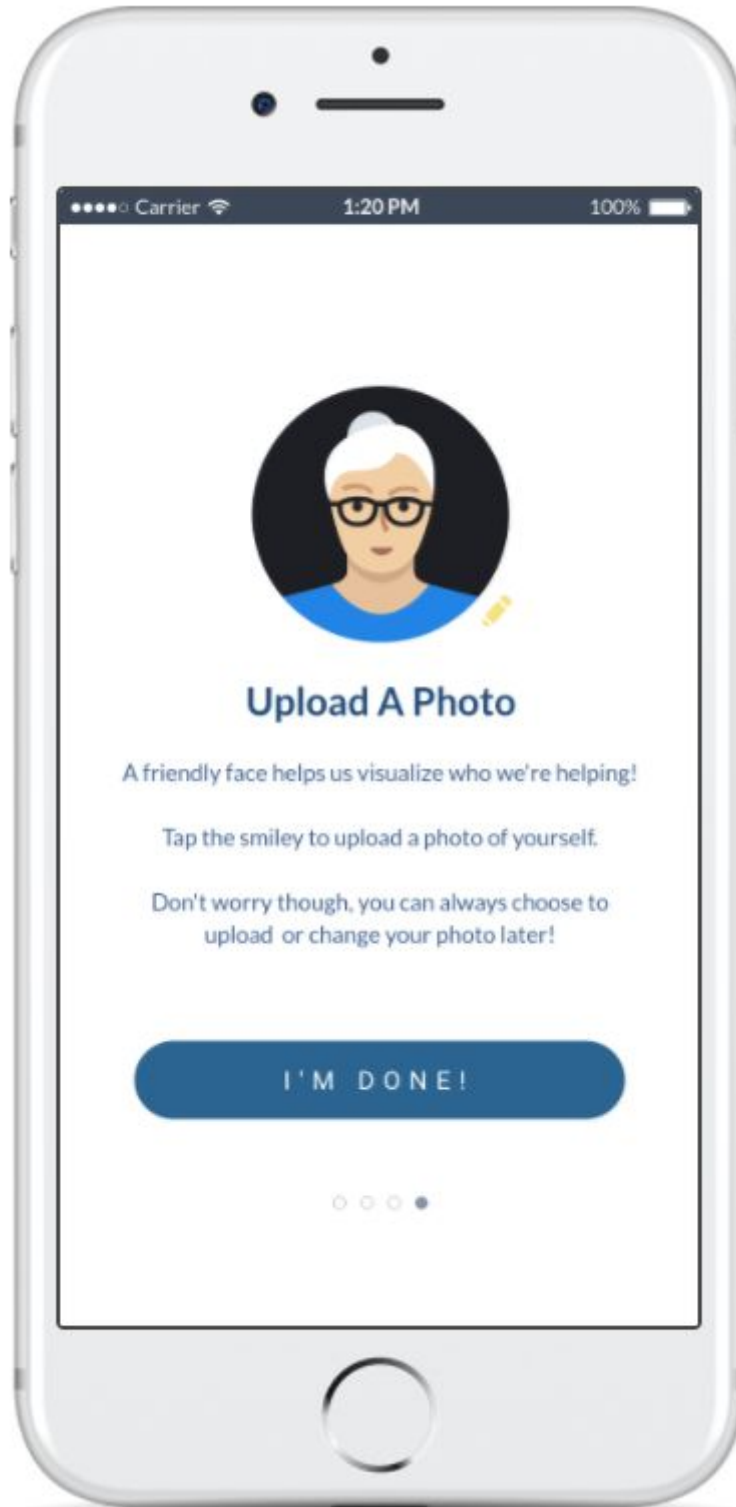 Carrier 1:20 PM 100%
Upload A Photo
A friendly face helps us visualize who we're helping!
Tap the smiley to upload a photo of yourself.
Don't worry though, you can always choose to
upload or change your photo later!
I'M DONE!